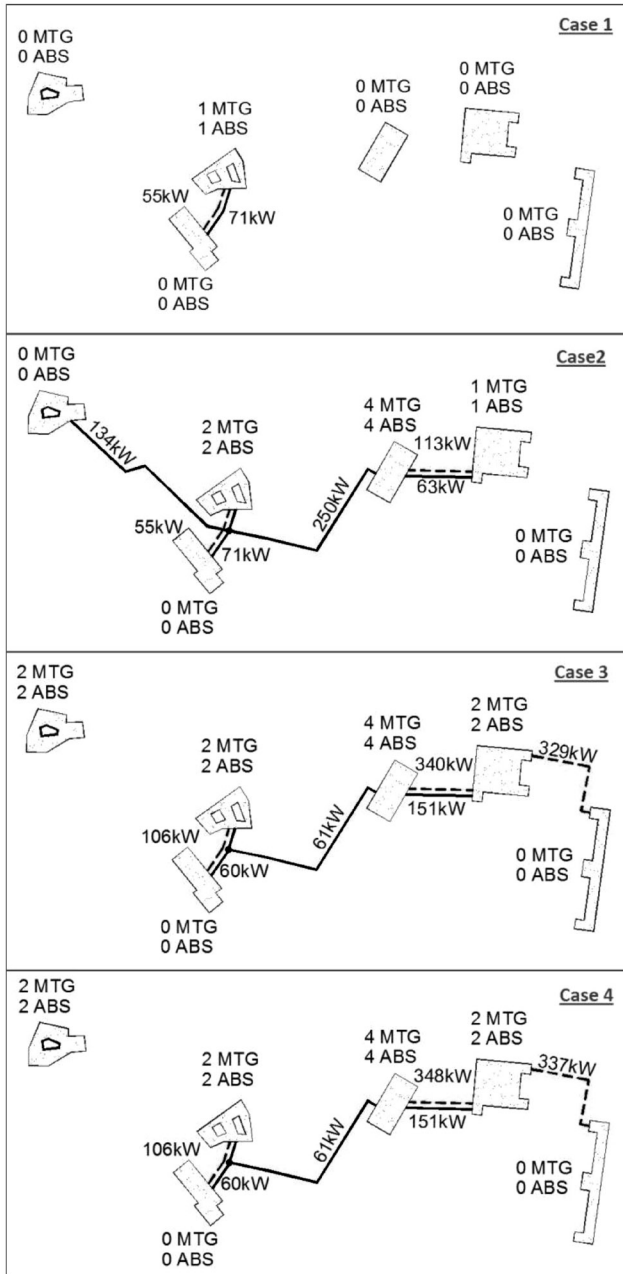 Case 1
0 MTG
0 ABS
1 MTG
1 ABS
0 MTG
0 ABS
0 MTG
0 ABS
55kW
71kW
0 MTG
0 ABS
0 MTG
0 ABS
Case2
0 MTG
0 ABS
134kW
2 MTG
2 ABS
4 MTG
4 ABS
1 MTG
1 ABS
113kW
63kW
250kW
55kW
71kW
0 MTG
0 ABS
0 MTG
0 ABS
Case 3
2 MTG
2 ABS
2 MTG
2 ABS
4 MTG
4 ABS
2 MTG
2 ABS
329kW
340kW
151kW
61kW
106kW
60kW
0 MTG
0 ABS
0 MTG
0 ABS
Case 4
2 MTG
2 ABS
2 MTG
2 ABS
4 MTG
4 ABS
2 MTG
2 ABS
337kW
348kW
151kW
61kW
106kW
60kW
0 MTG
0 ABS
0 MTG
0 ABS